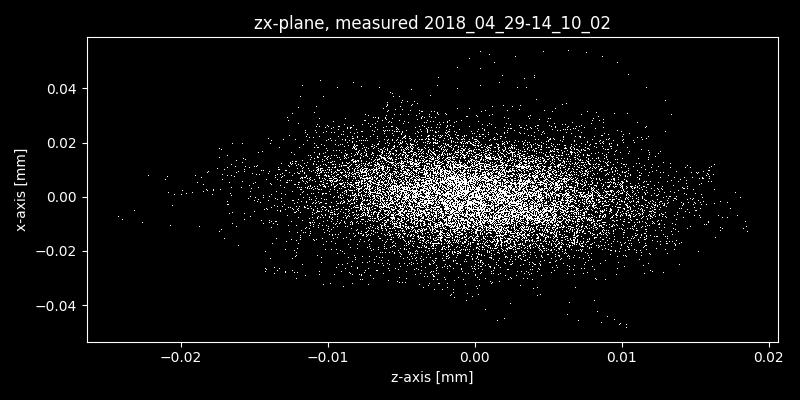 zx-plane, measured 2018_04_29-14_10_02
0.04
0.02
0.00
−0.02
−0.04
x-axis [mm]
−0.02 −0.01 0.00 0.01 0.02
z-axis [mm]